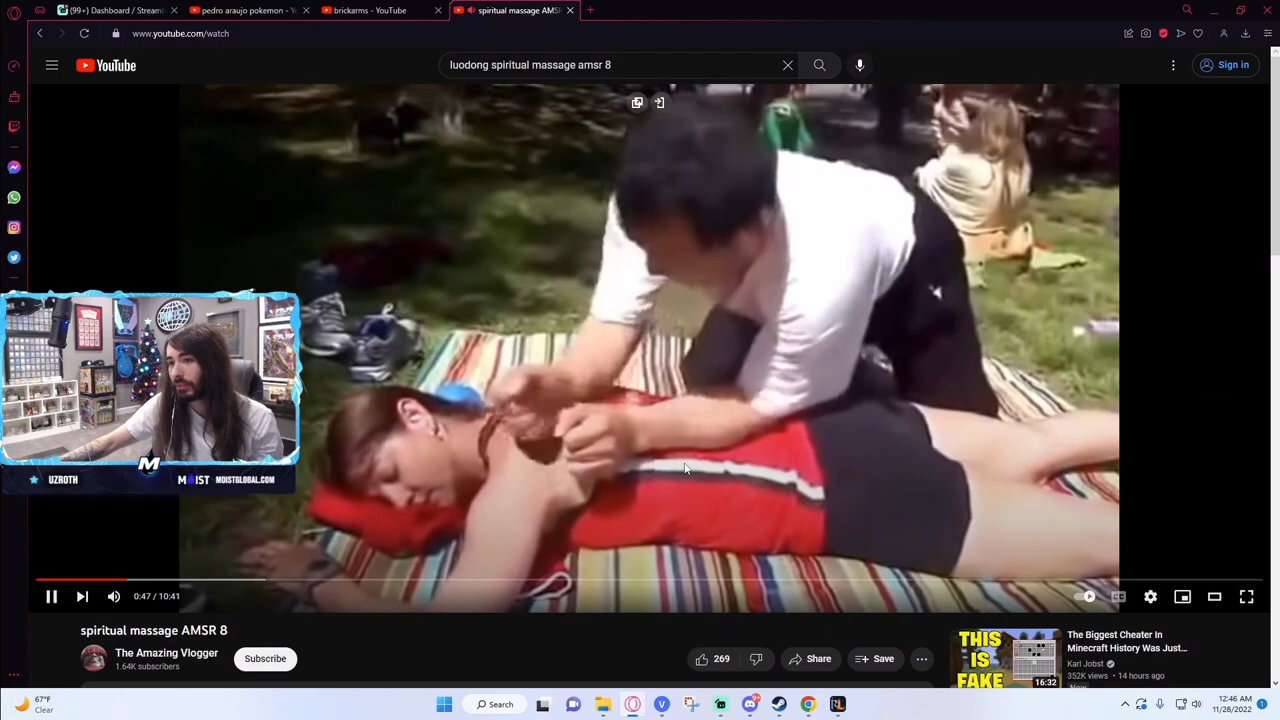 (99+) Dashboard / Streamla
pedro araujo pokemon - Yo
brickarms - YouTube
spiritual massage AMSR
www.youtube.com/watch
YouTube
luodong spiritual massage amsr 8
Sign in
UZROTH
M
MOIST
MOISTGLOBAL.COM
0:47 / 10:41
spiritual massage AMSR 8
The Amazing Vlogger
1.64K subscribers
Subscribe
269
Share
Save
THIS
IS
FAKE
16:32
The Biggest Cheater In
Minecraft History Was Just...
Karl Jobst
352K views • 14 hours ago
67°F
Clear
Search
12:46 AM
11/28/2022